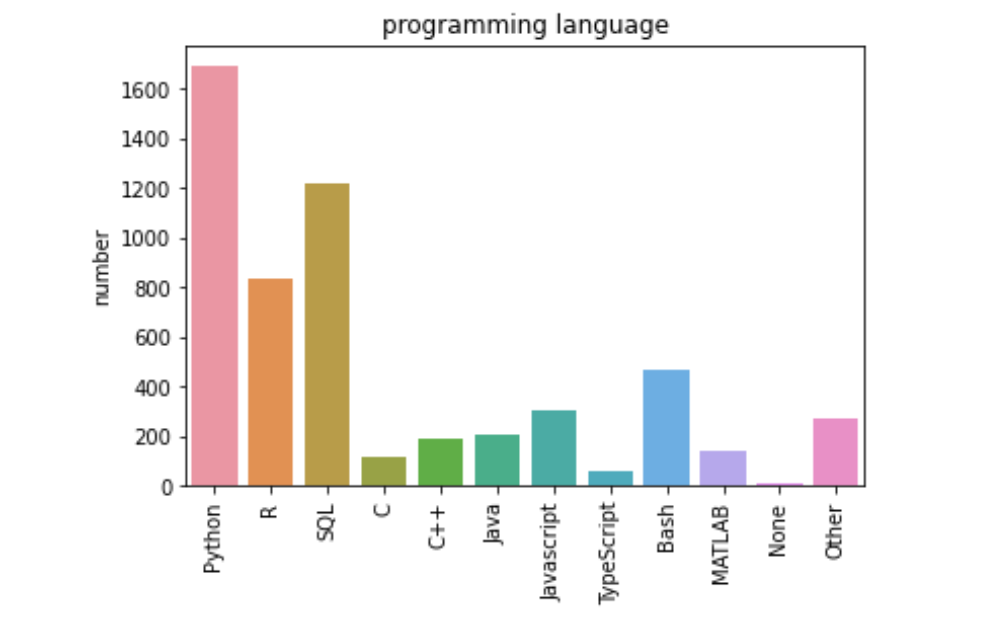 programming language
number
1600
1400
1200
1000
800
600
400
200
0
Python
R
SQL
C
C++
Java
Javascript
TypeScript
Bash
MATLAB
None
Other